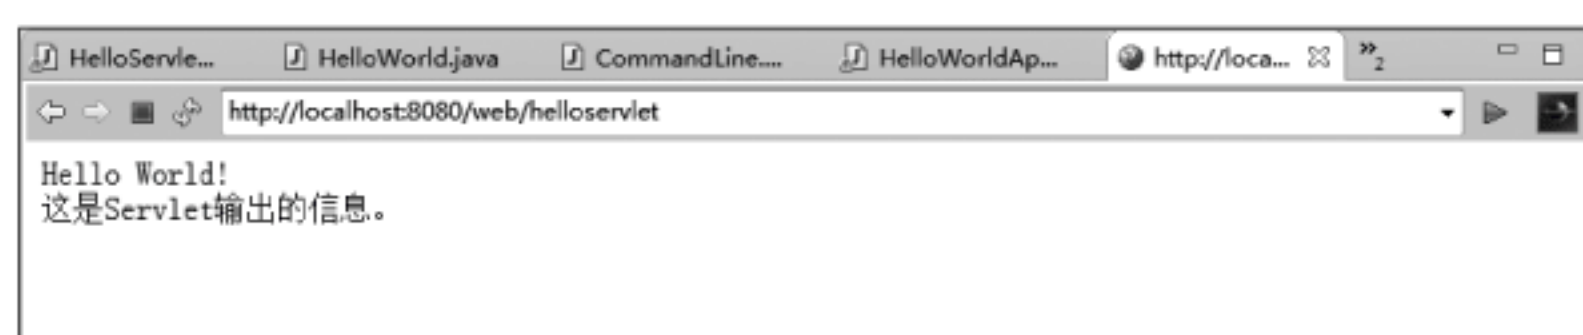 HelloServle... HelloWorld.java CommandLine.... HelloWorldAp... http://loca... »2
http://localhost:8080/web/helloservlet
Hello World!
这是Servlet输出的信息。